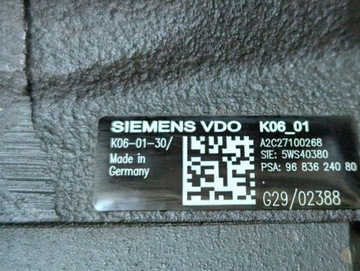 SIEMENS VDO K06_01
K06-01-30/ A2C27100268
Made in SIE: 5WS40380
Germany PSA: 96 836 240 80
G29/02388